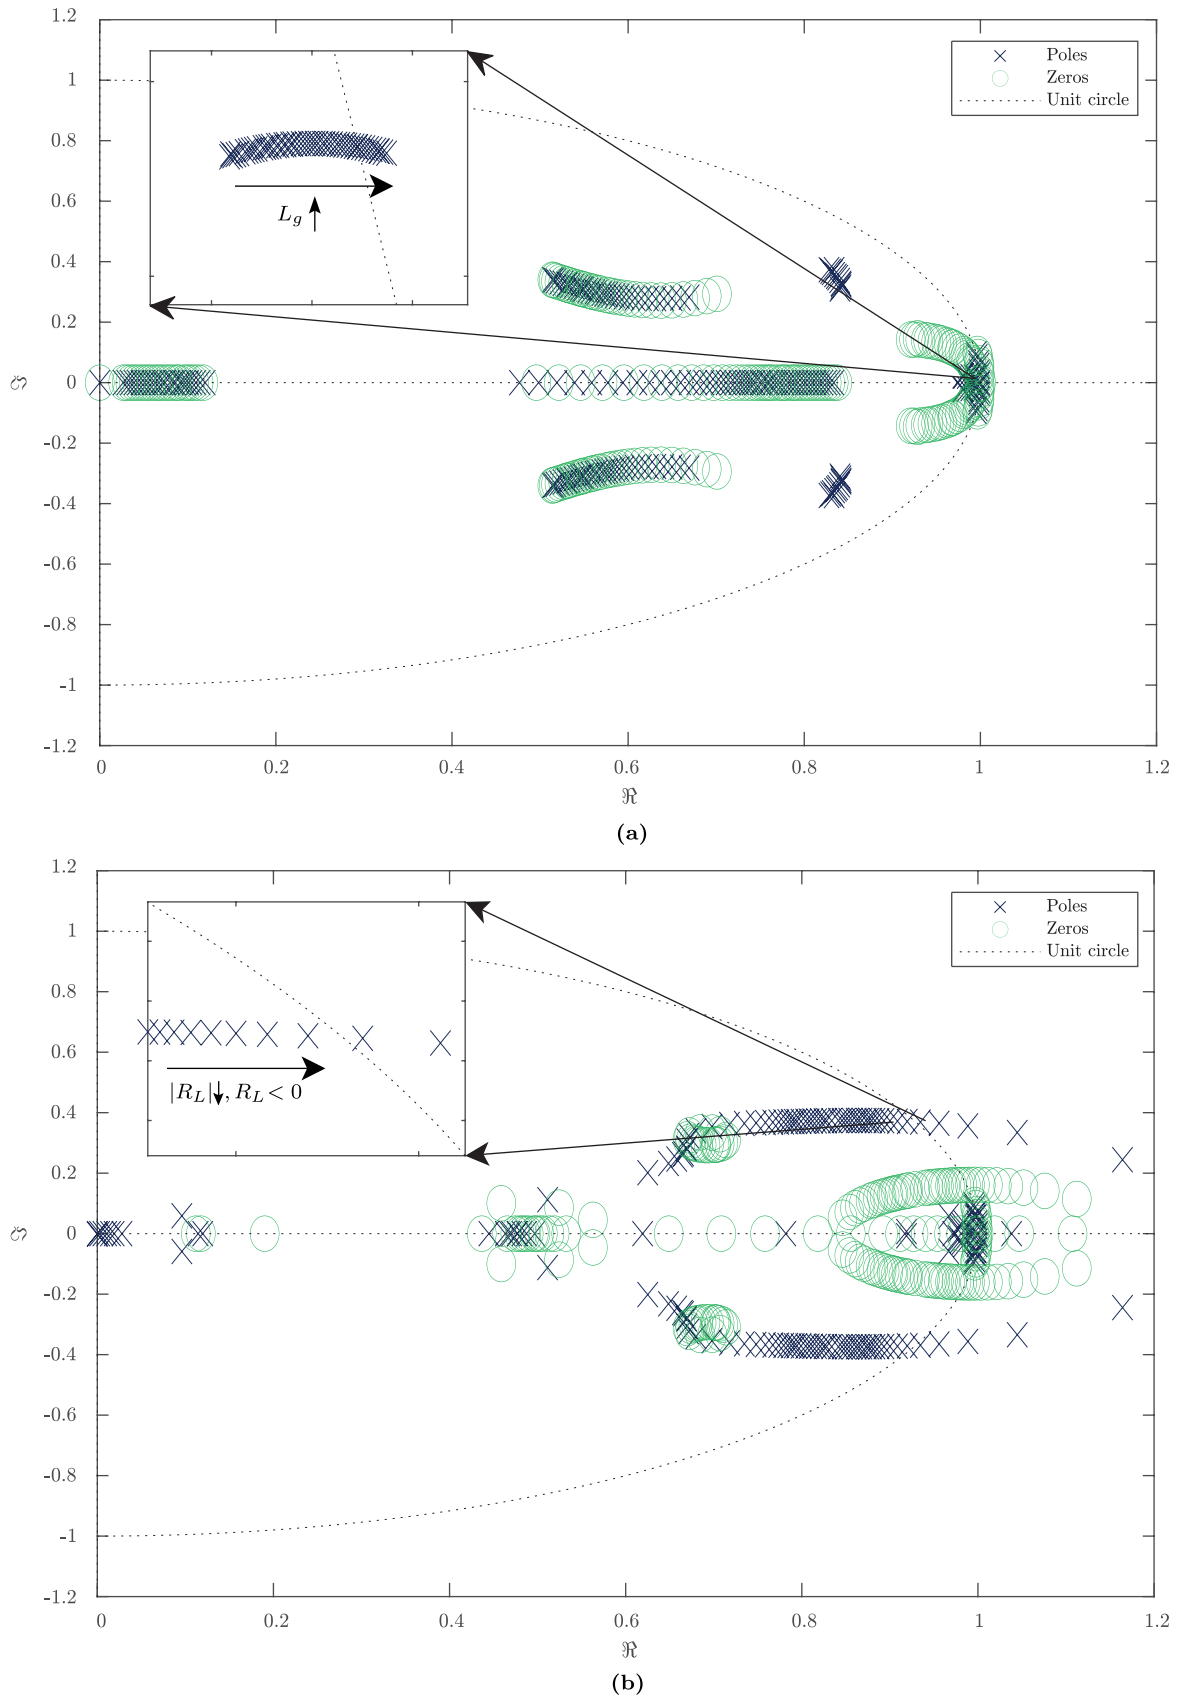 1.2
1
0.8
0.6
0.4
0.2
0
-0.2
-0.4
-0.6
-0.8
-1
-1.2
ℑ
L_g ↑
Poles
Zeros
Unit circle
0 0.2 0.4 0.6 0.8 1 1.2
ℜ
(a)
1.2
1
0.8
0.6
0.4
0.2
0
-0.2
-0.4
-0.6
-0.8
-1
-1.2
ℑ
|R_L|↓, R_L < 0
Poles
Zeros
Unit circle
0 0.2 0.4 0.6 0.8 1 1.2
ℜ
(b)